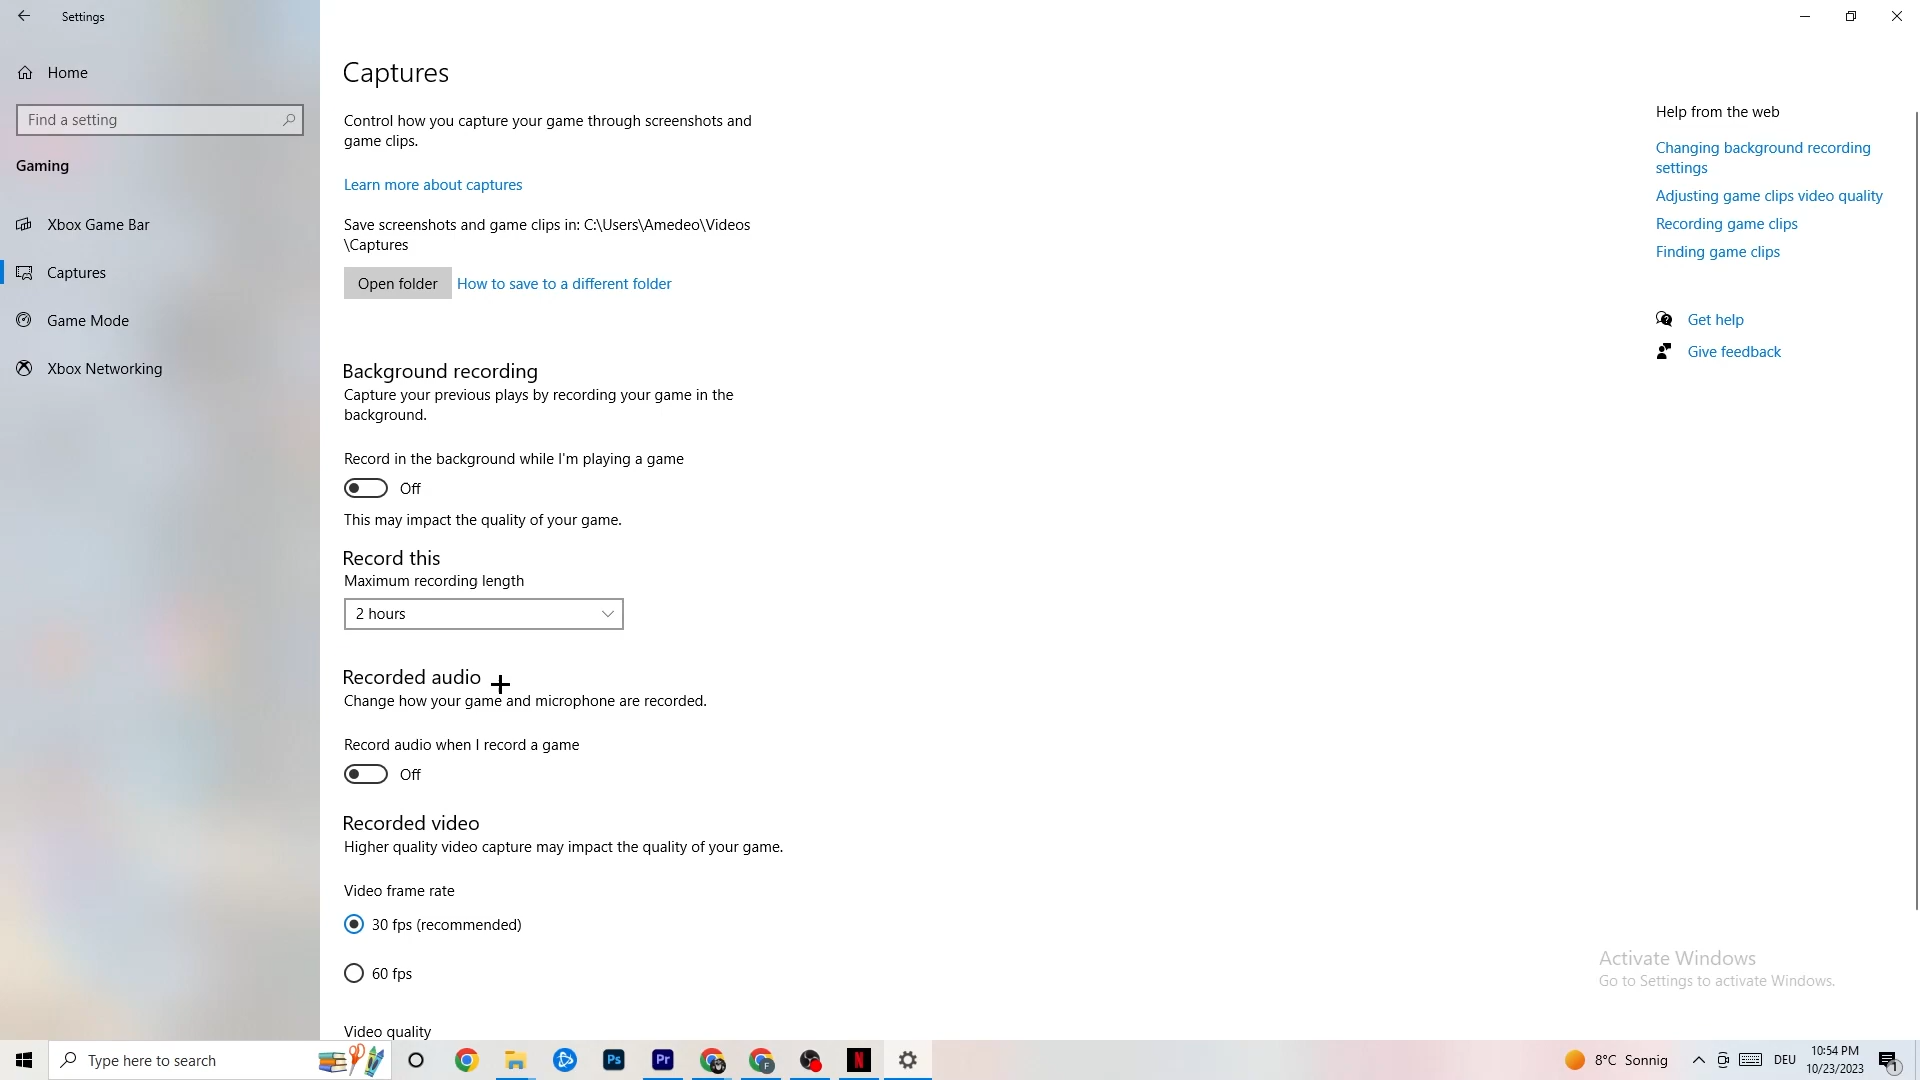 Settings
Home
Find a setting
Gaming
Xbox Game Bar
Captures
Game Mode
Xbox Networking
Captures
Control how you capture your game through screenshots and
game clips.
Learn more about captures
Save screenshots and game clips in: C:\Users\Amedeo\Videos
\Captures
Open folder
How to save to a different folder
Background recording
Capture your previous plays by recording your game in the
background.
Record in the background while I'm playing a game
Off
This may impact the quality of your game.
Record this
Maximum recording length
2 hours
Recorded audio
Change how your game and microphone are recorded.
Record audio when I record a game
Off
Recorded video
Higher quality video capture may impact the quality of your game.
Video frame rate
30 fps (recommended)
60 fps
Video quality
Help from the web
Changing background recording
settings
Adjusting game clips video quality
Recording game clips
Finding game clips
Get help
Give feedback
Activate Windows
Go to Settings to activate Windows.
Type here to search
Ps
Pr
F
N
8°C Sonnig
DEU
10:54 PM
10/23/2023
1